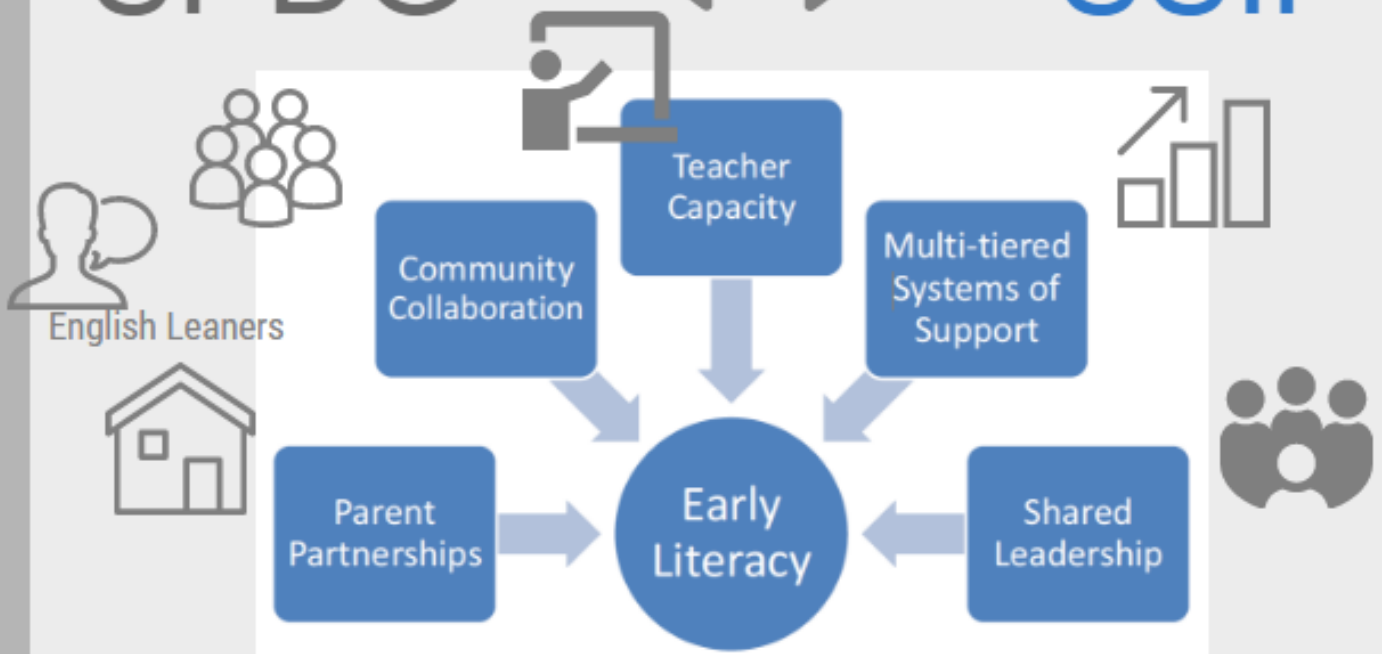 Teacher
Capacity
Community
Collaboration
Multi-tiered
Systems of
Support
English Leaners
Parent
Partnerships
Early
Literacy
Shared
Leadership